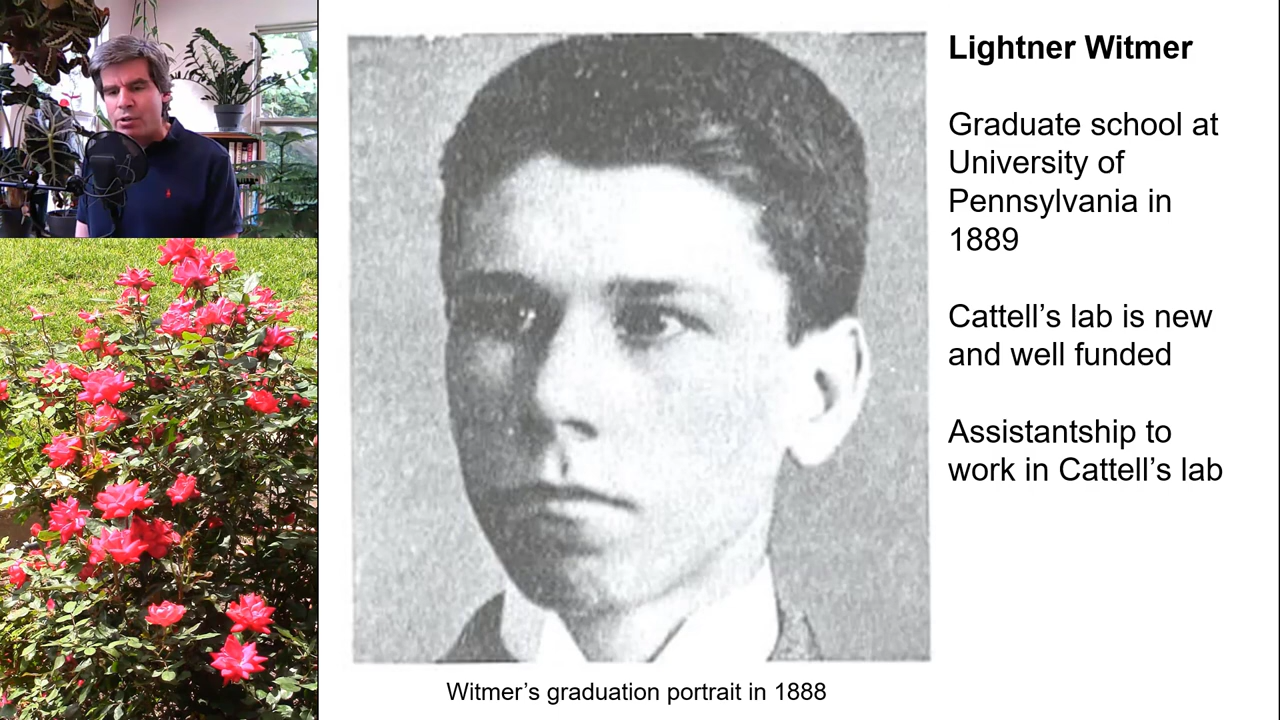 Lightner Witmer
Graduate school at
University of
Pennsylvania in
1889
Cattell’s lab is new
and well funded
Assistantship to
work in Cattell’s lab
Witmer’s graduation portrait in 1888